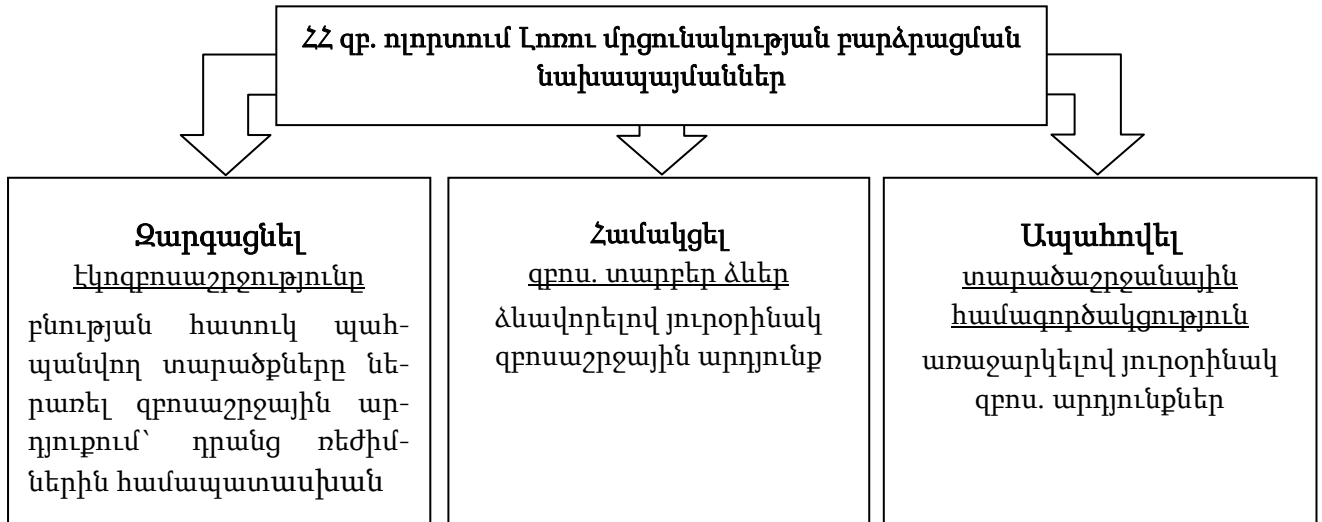 ՀՀ զբ. ոլորտում Լոռու մրցունակության բարձրացման
նախապայմաններ
Զարգացնել
էկոզբոսաշրջությունը
բնության հատուկ պահ-
պանվող տարածքները նե-
րառել զբոսաշրջային ար-
դյուքում՝ դրանց ռեժիմ-
ներին համապատասխան
Համակցել
զբոս. տարբեր ձևեր
ձևավորելով յուրօրինակ
զբոսաշրջային արդյունք
Ապահովել
տարածաշրջանային
համագործակցություն
առաջարկելով յուրօրինակ
զբոս. արդյունքներ